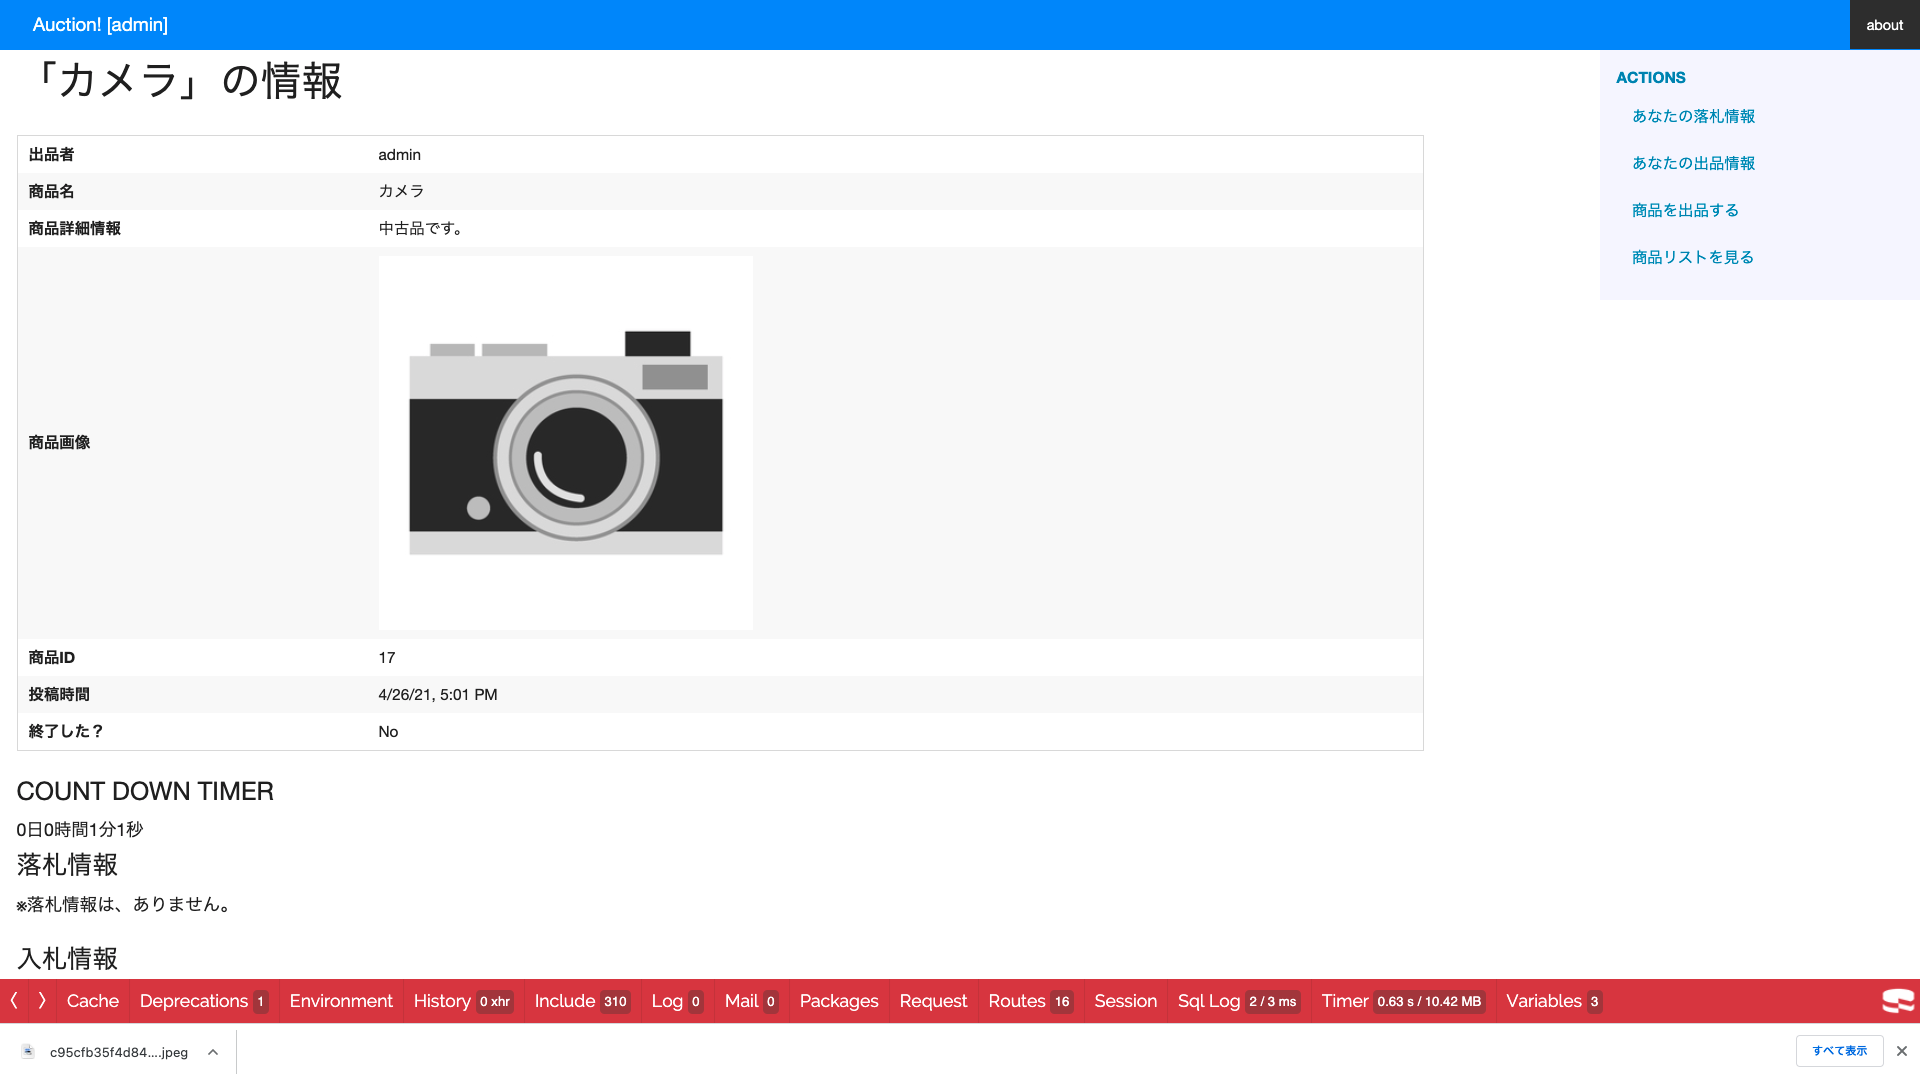 Auction! [admin]
about
「カメラ」の情報
ACTIONS
あなたの落札情報
あなたの出品情報
商品を出品する
商品リストを見る
出品者 admin
商品名 カメラ
商品詳細情報 中古品です。
商品画像
商品ID 17
投稿時間 4/26/21, 5:01 PM
終了した? No
COUNT DOWN TIMER
0日0時間1分1秒
落札情報
※落札情報は、ありません。
入札情報
Cache Deprecations 1 Environment History 0 xhr Include 310 Log 0 Mail 0 Packages Request Routes 16 Session Sql Log 2 / 3 ms Timer 0.63 s / 10.42 MB Variables 3
c95cfb35f4d84....jpeg
すべて表示